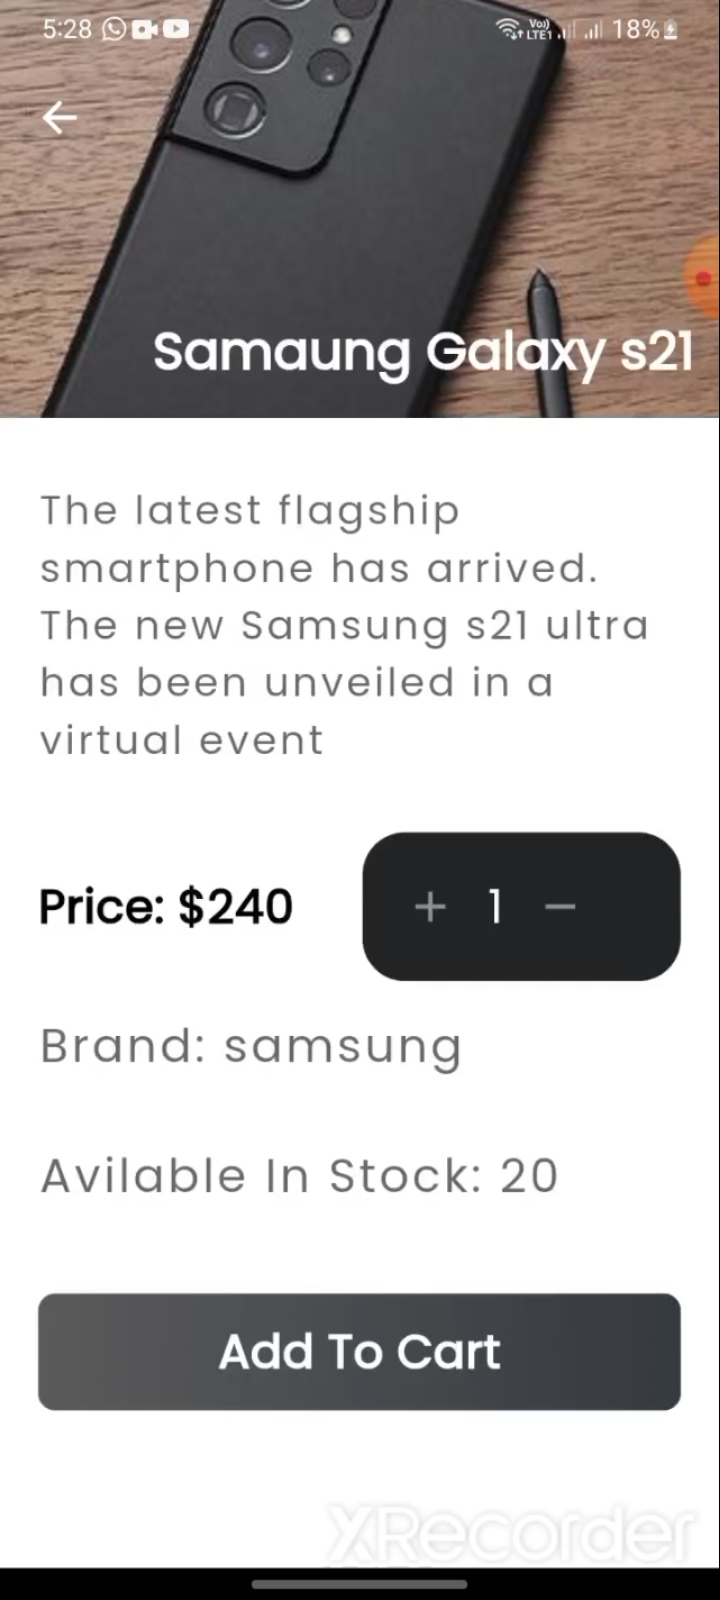 5:28 Vo) LTE1 18%
Samaung Galaxy s21
The latest flagship
smartphone has arrived.
The new Samsung s21 ultra
has been unveiled in a
virtual event
Price: $240 + 1 −
Brand: samsung
Avilable In Stock: 20
Add To Cart
XRecorder